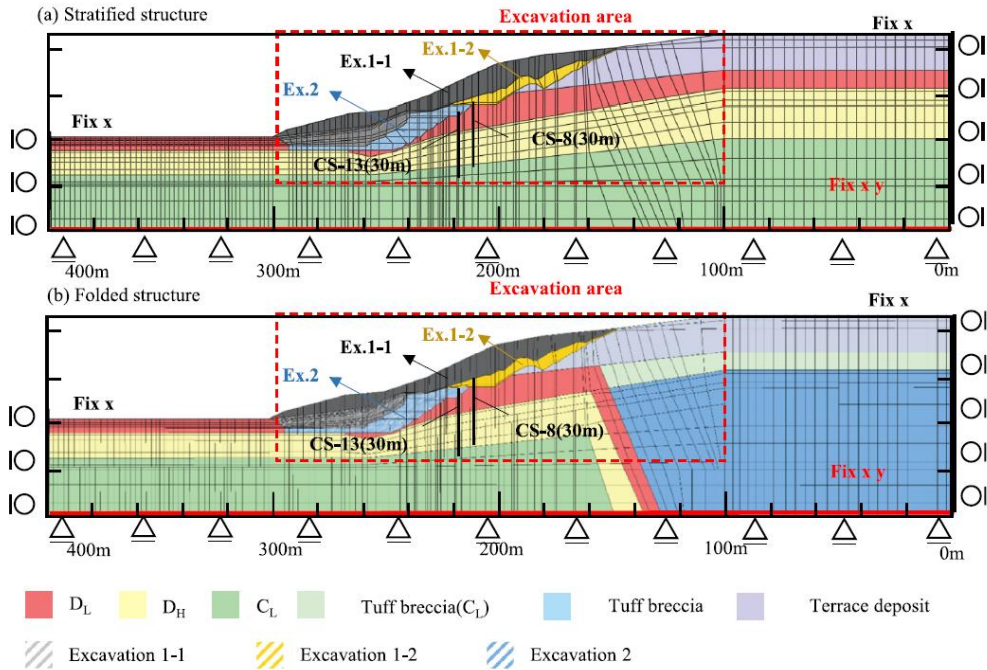 (a) Stratified structure
Excavation area
Fix x
Ex.1-2
Ex.1-1
Ex.2
Fix x
CS-13(30m)
CS-8(30m)
Fix x y
400m
300m
200m
100m
0m
(b) Folded structure
Excavation area
Fix x
Ex.1-2
Ex.1-1
Ex.2
Fix x
CS-13(30m)
CS-8(30m)
Fix x y
400m
300m
200m
100m
0m
D_L D_H C_L Tuff breccia(C_L) Tuff breccia Terrace deposit
Excavation 1-1 Excavation 1-2 Excavation 2